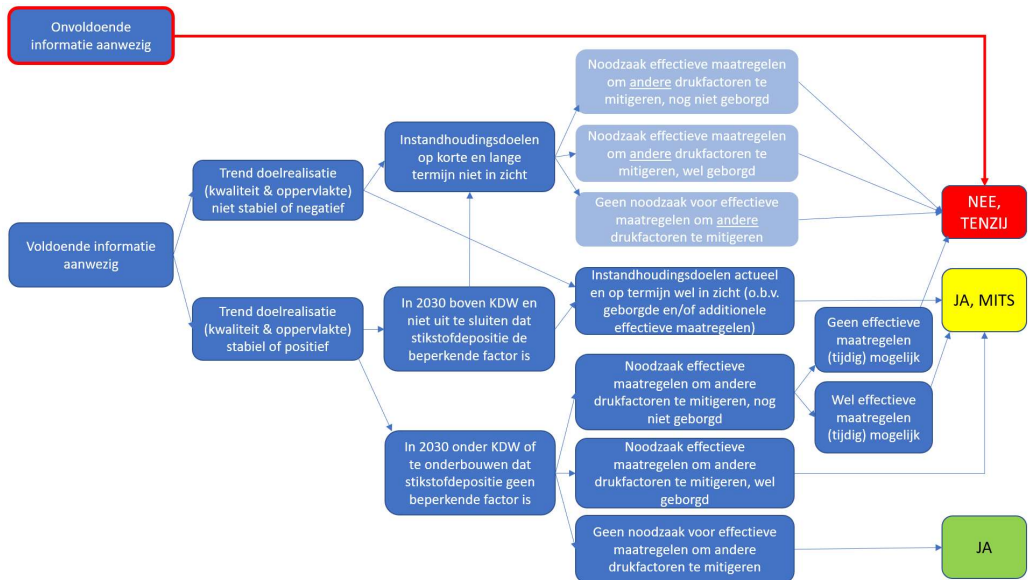 Onvoldoende
informatie aanwezig
Noodzaak effectieve maatregelen
om andere drukfactoren te
mitigeren, nog niet geborgd
Instandhoudingsdoelen
op korte en lange
termijn niet in zicht
Noodzaak effectieve maatregelen
om andere drukfactoren te
mitigeren, wel geborgd
Trend doelrealisatie
(kwaliteit & oppervlakte)
niet stabiel of negatief
Geen noodzaak voor effectieve
maatregelen om andere
drukfactoren te mitigeren
NEE,
TENZIJ
Voldoende informatie
aanwezig
Instandhoudingsdoelen actueel
en op termijn wel in zicht (o.b.v.
geborgde en/of additionele
effectieve maatregelen)
JA, MITS
Trend doelrealisatie
(kwaliteit & oppervlakte)
stabiel of positief
In 2030 boven KDW en
niet uit te sluiten dat
stikstofdepositie de
beperkende factor is
Geen effectieve
maatregelen
(tijdig) mogelijk
Noodzaak effectieve
maatregelen om andere
drukfactoren te mitigeren, nog
niet geborgd
Wel effectieve
maatregelen
(tijdig) mogelijk
In 2030 onder KDW of
te onderbouwen dat
stikstofdepositie geen
beperkende factor is
Noodzaak effectieve
maatregelen om andere
drukfactoren te mitigeren, wel
geborgd
Geen noodzaak voor effectieve
maatregelen om andere
drukfactoren te mitigeren
JA